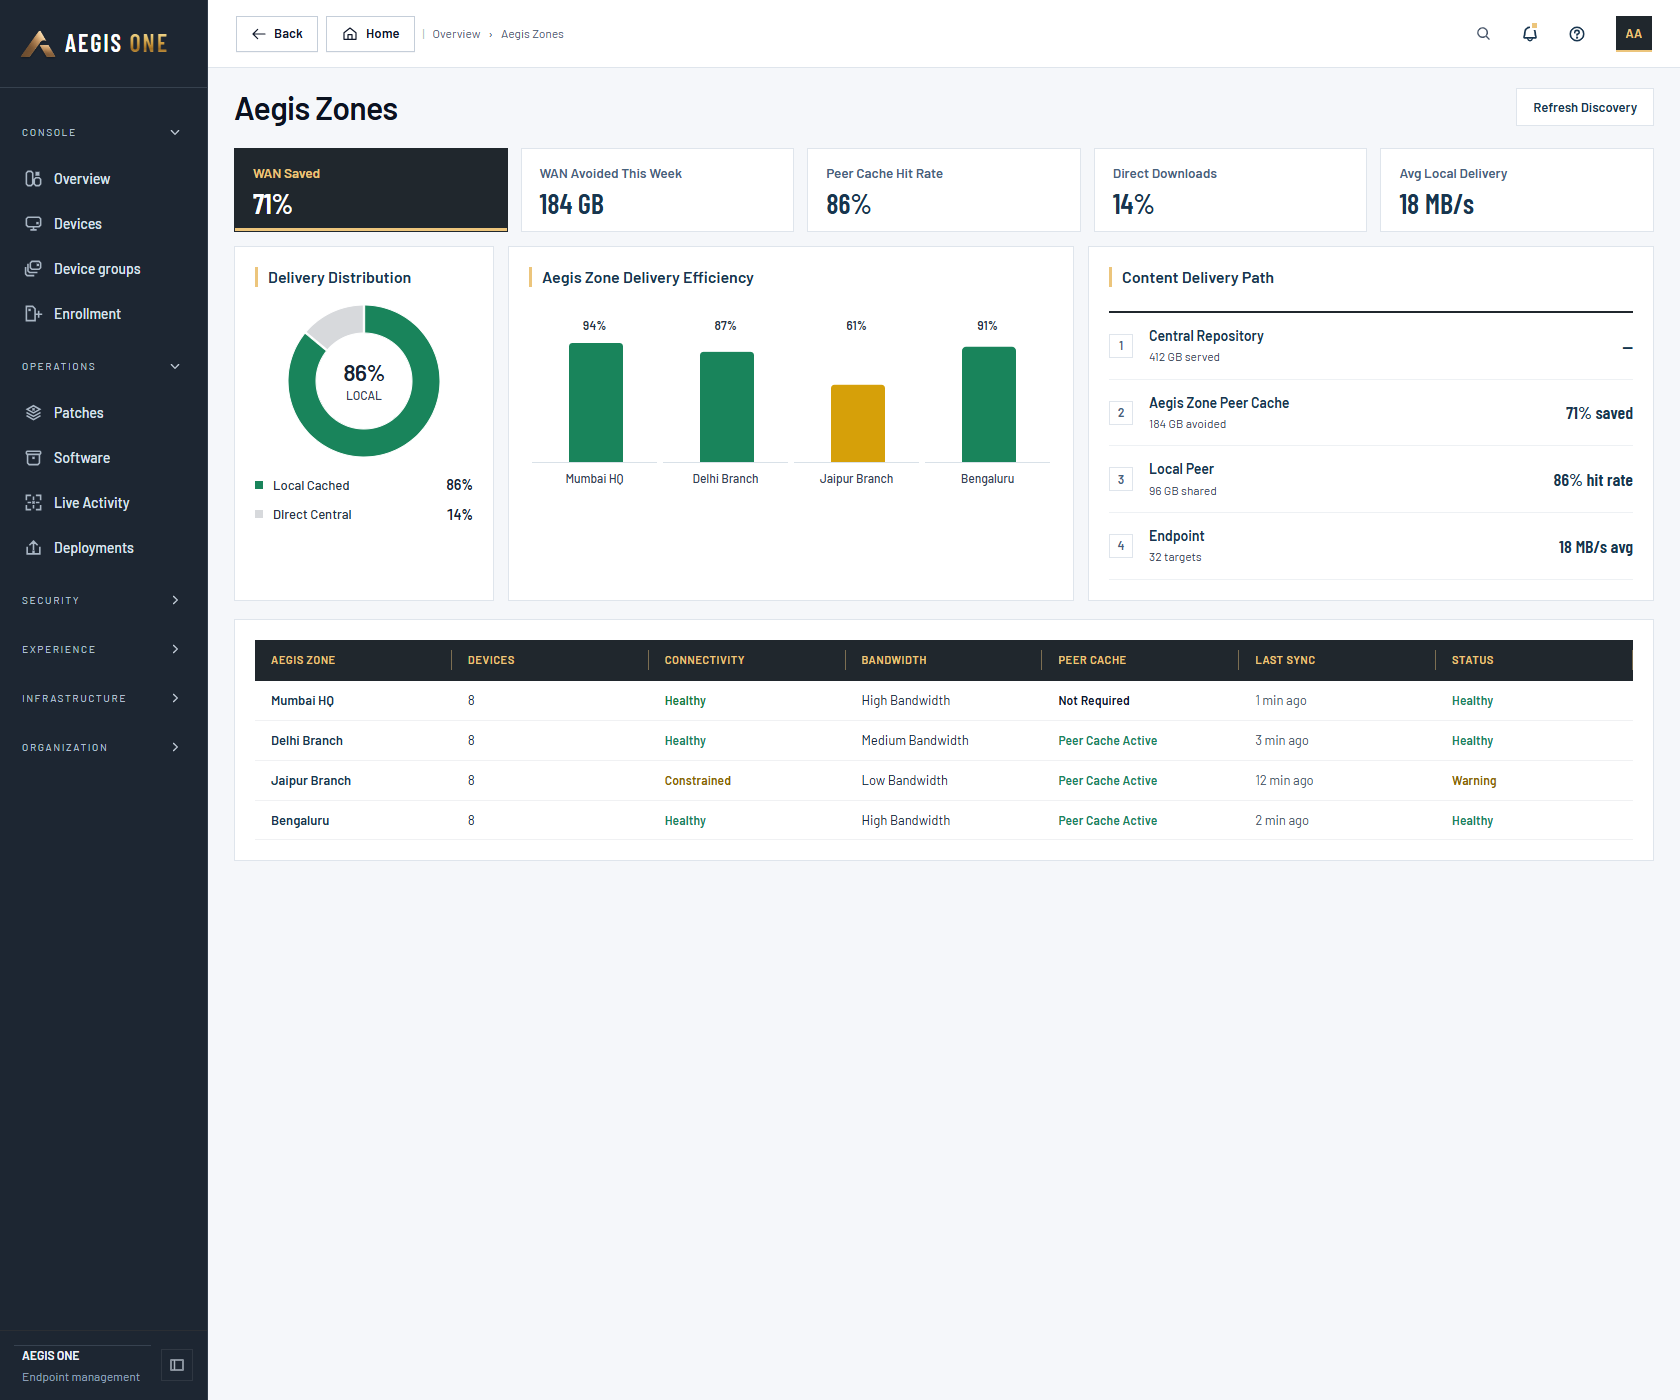 AEGIS ONE
CONSOLE
Overview
Devices
Device groups
Enrollment
OPERATIONS
Patches
Software
Live Activity
Deployments
SECURITY
EXPERIENCE
INFRASTRUCTURE
ORGANIZATION
AEGIS ONE
Endpoint management
Back
Home
Overview › Aegis Zones
AA
Aegis Zones
Refresh Discovery
WAN Saved
71%
WAN Avoided This Week
184 GB
Peer Cache Hit Rate
86%
Direct Downloads
14%
Avg Local Delivery
18 MB/s
Delivery Distribution
86%
LOCAL
Local Cached 86%
DIrect Central 14%
Aegis Zone Delivery Efficiency
94% 87% 61% 91%
Mumbai HQ Delhi Branch Jaipur Branch Bengaluru
Content Delivery Path
1 Central Repository –
412 GB served
2 Aegis Zone Peer Cache 71% saved
184 GB avoided
3 Local Peer 86% hit rate
96 GB shared
4 Endpoint 18 MB/s avg
32 targets
AEGIS ZONE DEVICES CONNECTIVITY BANDWIDTH PEER CACHE LAST SYNC STATUS
Mumbai HQ 8 Healthy High Bandwidth Not Required 1 min ago Healthy
Delhi Branch 8 Healthy Medium Bandwidth Peer Cache Active 3 min ago Healthy
Jaipur Branch 8 Constrained Low Bandwidth Peer Cache Active 12 min ago Warning
Bengaluru 8 Healthy High Bandwidth Peer Cache Active 2 min ago Healthy